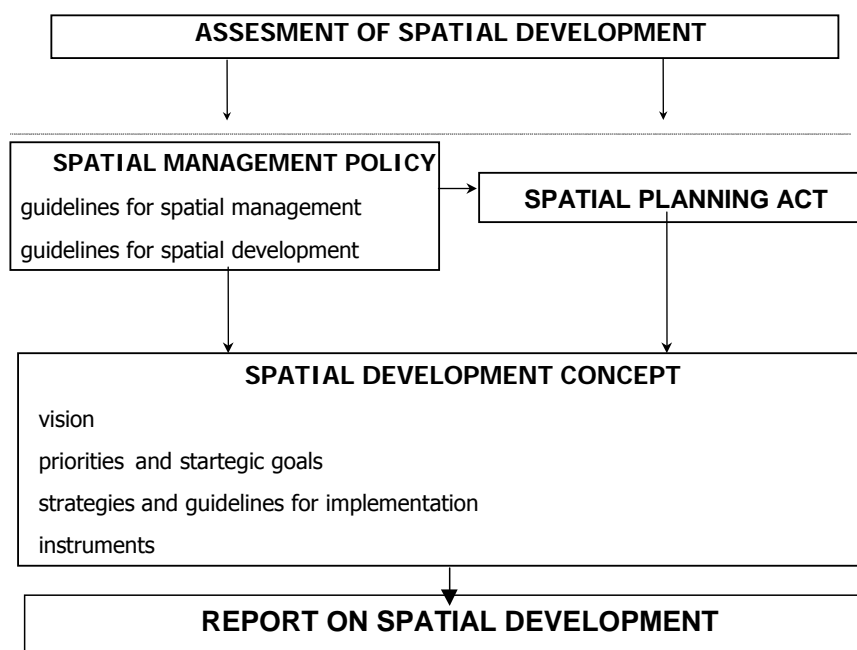 ASSESMENT OF SPATIAL DEVELOPMENT
SPATIAL MANAGEMENT POLICY
guidelines for spatial management
guidelines for spatial development
SPATIAL PLANNING ACT
SPATIAL DEVELOPMENT CONCEPT
vision
priorities and startegic goals
strategies and guidelines for implementation
instruments
REPORT ON SPATIAL DEVELOPMENT